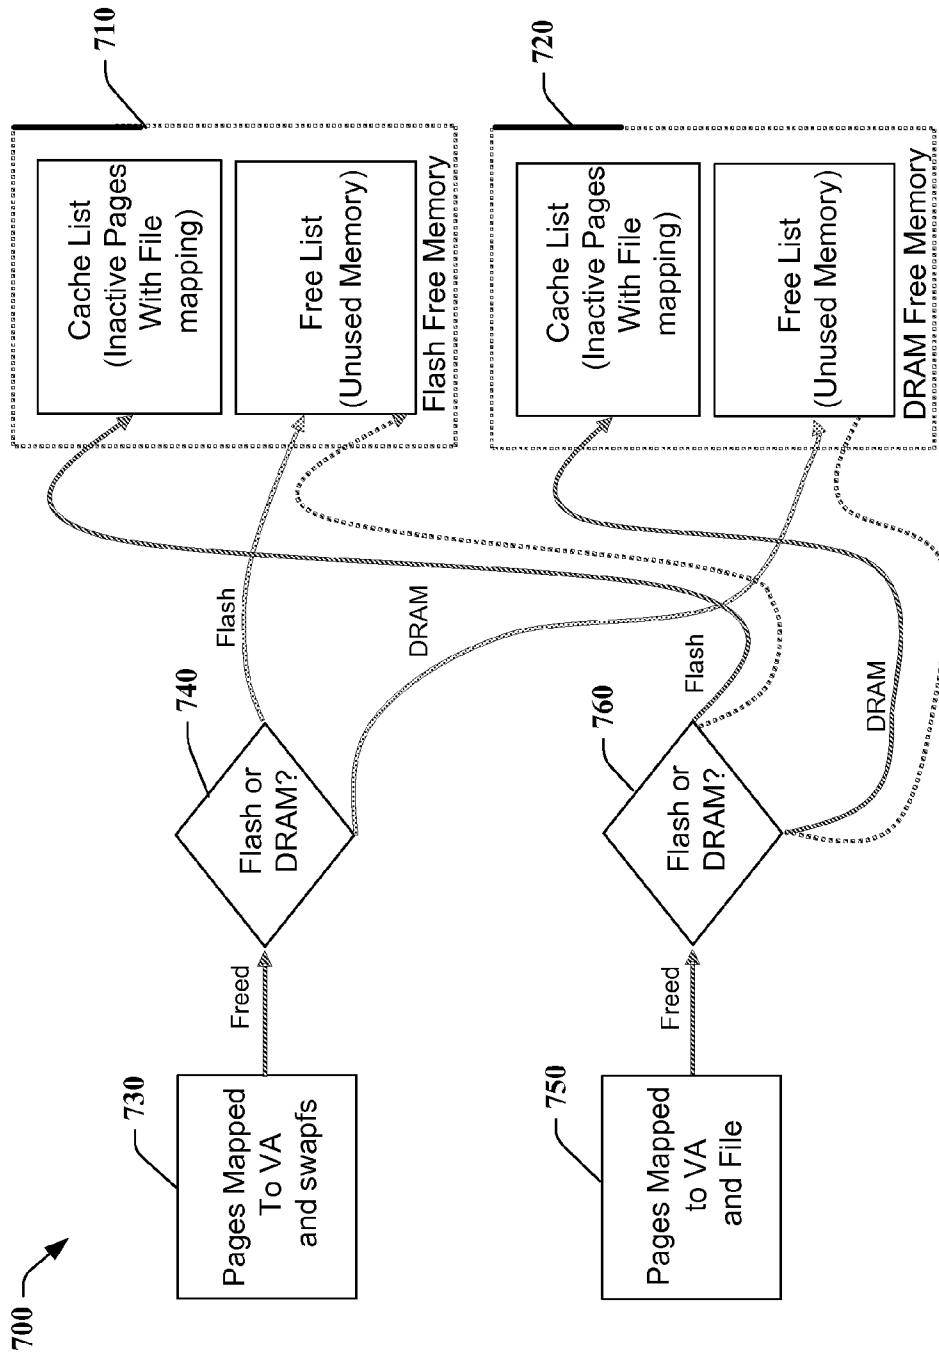 700
730
Pages Mapped
To VA
and swapfs
Freed
740
Flash or
DRAM?
Flash
DRAM
710
Cache List
(Inactive Pages
With File
mapping)
Free List
(Unused Memory)
Flash Free Memory
750
Pages Mapped
to VA
and File
Freed
760
Flash or
DRAM?
Flash
DRAM
720
Cache List
(Inactive Pages
With File
mapping)
Free List
(Unused Memory)
DRAM Free Memory